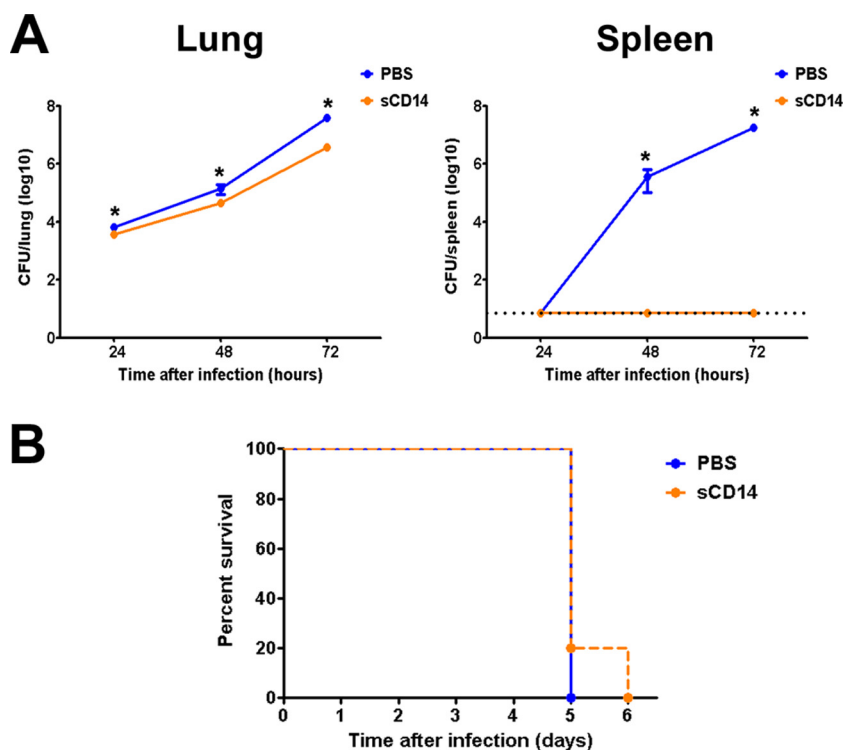 A
Lung
Spleen
PBS
sCD14
PBS
sCD14
8
6
4
2
0
CFU/lung (log10)
*
*
*
24
48
72
Time after infection (hours)
8
6
4
2
0
CFU/spleen (log10)
*
*
24
48
72
Time after infection (hours)
B
100
80
60
40
20
0
Percent survival
PBS
sCD14
0
1
2
3
4
5
6
Time after infection (days)